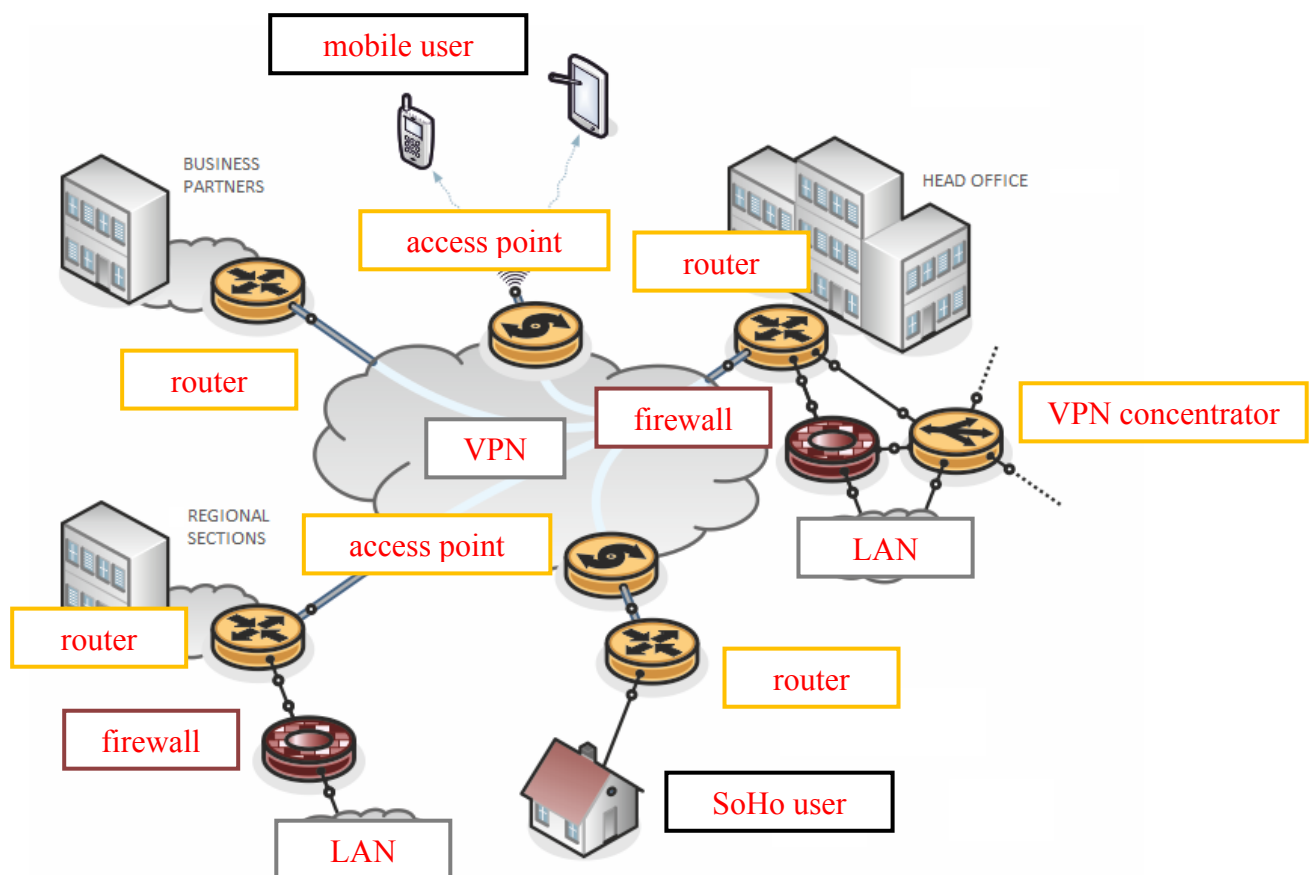 mobile user
BUSINESS
PARTNERS
HEAD OFFICE
access point
router
router
firewall
VPN concentrator
VPN
REGIONAL
SECTIONS
access point
LAN
router
router
firewall
SoHo user
LAN